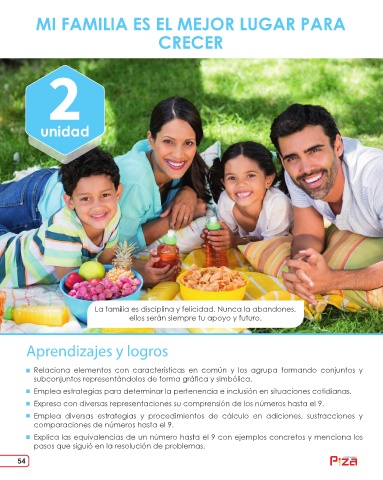 MI FAMILIA ES EL MEJOR LUGAR PARA
CRECER
2
unidad
La familia es disciplina y felicidad. Nunca la abandones,
ellos serán siempre tu apoyo y futuro.
Aprendizajes y logros
Relaciona elementos con características en común y los agrupa formando conjuntos y
subconjuntos representándolos de forma gráfica y simbólica.
Emplea estrategias para determinar la pertenencia e inclusión en situaciones cotidianas.
Expreso con diversas representaciones su comprensión de los números hasta el 9.
Emplea diversas estrategias y procedimientos de cálculo en adiciones, sustracciones y
comparaciones de números hasta el 9.
Explica las equivalencias de un número hasta el 9 con ejemplos concretos y menciona los
pasos que siguió en la resolución de problemas.
54
Piza